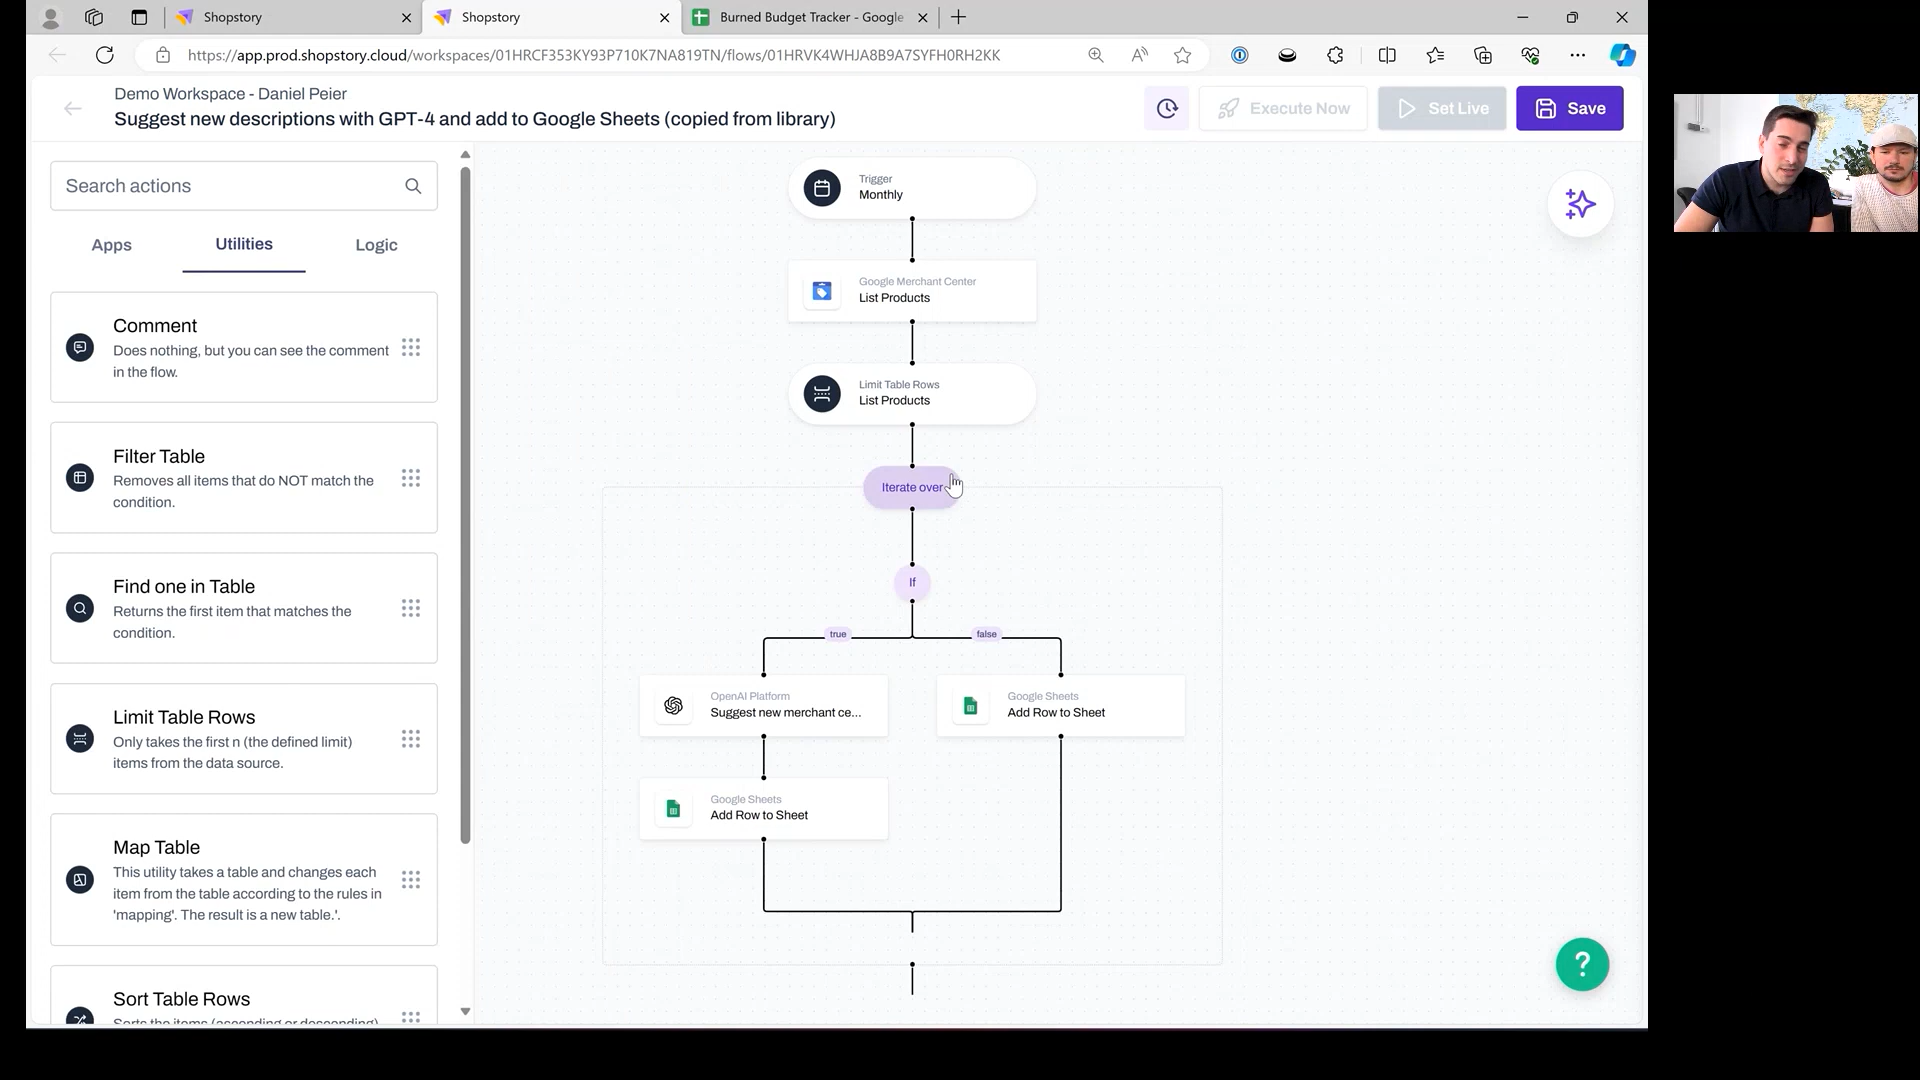 Shopstory
Shopstory
Burned Budget Tracker - Google
https://app.prod.shopstory.cloud/workspaces/01HRCF353KY93P710K7NA819TN/flows/01HRVK4WHJA8B9A7SYFH0RH2KK
Demo Workspace - Daniel Peier
Suggest new descriptions with GPT-4 and add to Google Sheets (copied from library)
Execute Now
Set Live
Save
Search actions
Apps
Utilities
Logic
Comment
Does nothing, but you can see the comment
in the flow.
Filter Table
Removes all items that do NOT match the
condition.
Find one in Table
Returns the first item that matches the
condition.
Limit Table Rows
Only takes the first n (the defined limit)
items from the data source.
Map Table
This utility takes a table and changes each
item from the table according to the rules in
'mapping'. The result is a new table.'.
Sort Table Rows
Sorts the items (ascending or descending)
Trigger
Monthly
Google Merchant Center
List Products
Limit Table Rows
List Products
Iterate over
If
true
false
OpenAI Platform
Suggest new merchant ce...
Google Sheets
Add Row to Sheet
Google Sheets
Add Row to Sheet
?